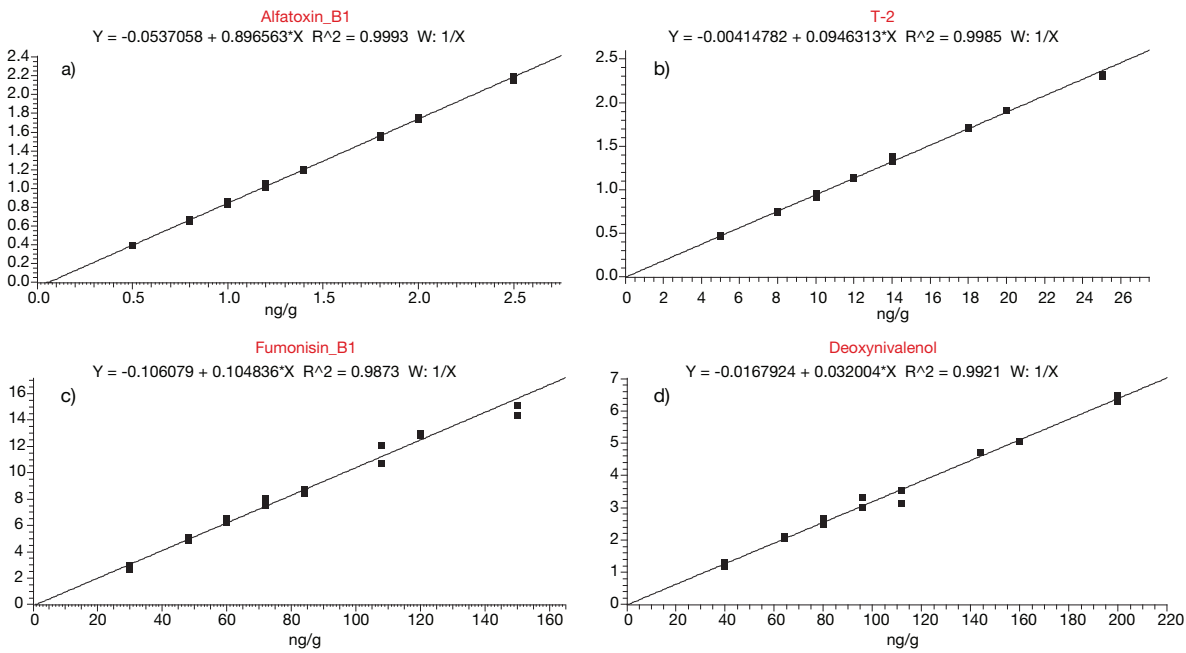 Alfatoxin_B1
Y = -0.0537058 + 0.896563*X R^2 = 0.9993 W: 1/X
a)
2.4
2.2
2.0
1.8
1.6
1.4
1.2
1.0
0.8
0.6
0.4
0.2
0.0
0.0 0.5 1.0 1.5 2.0 2.5
ng/g
T-2
Y = -0.00414782 + 0.0946313*X R^2 = 0.9985 W: 1/X
b)
2.5
2.0
1.5
1.0
0.5
0.0
0 2 4 6 8 10 12 14 16 18 20 22 24 26
ng/g
Fumonisin_B1
Y = -0.106079 + 0.104836*X R^2 = 0.9873 W: 1/X
c)
16
14
12
10
8
6
4
2
0
0 20 40 60 80 100 120 140 160
ng/g
Deoxynivalenol
Y = -0.0167924 + 0.032004*X R^2 = 0.9921 W: 1/X
d)
7
6
5
4
3
2
1
0
0 20 40 60 80 100 120 140 160 180 200 220
ng/g